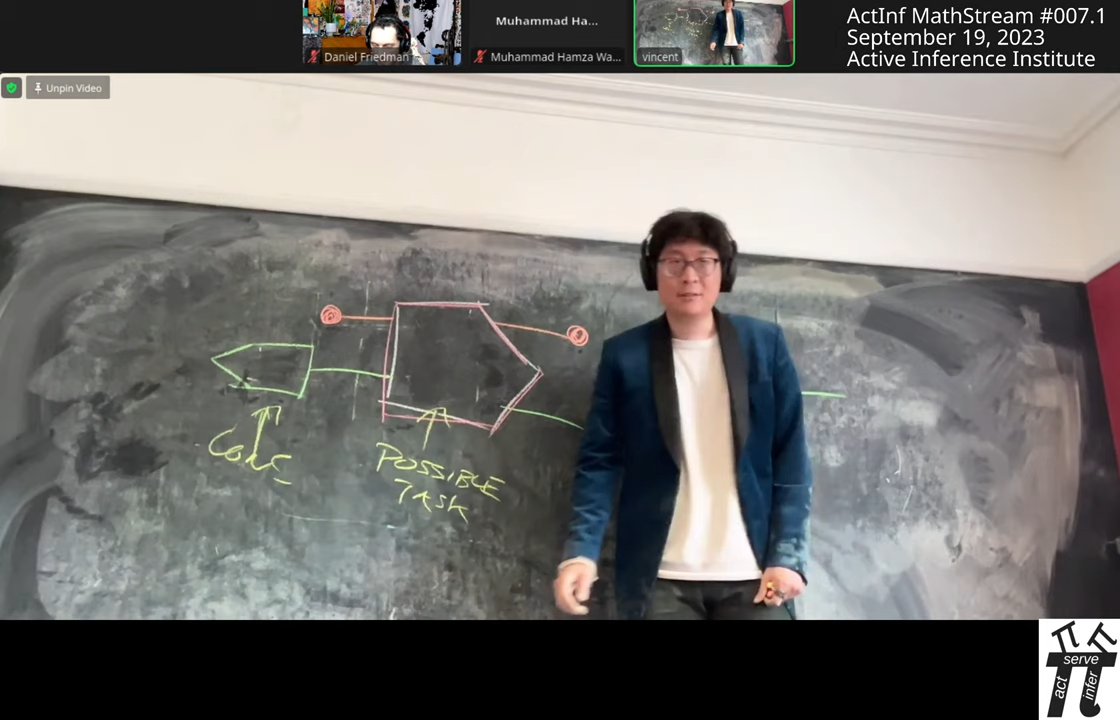 Daniel Friedman
Muhammad Ha...
Muhammad Hamza Wa...
vincent
ActInf MathStream #007.1
September 19, 2023
Active Inference Institute
Unpin Video
POSSIBLE
TASK
π π
serve
π
act
infer